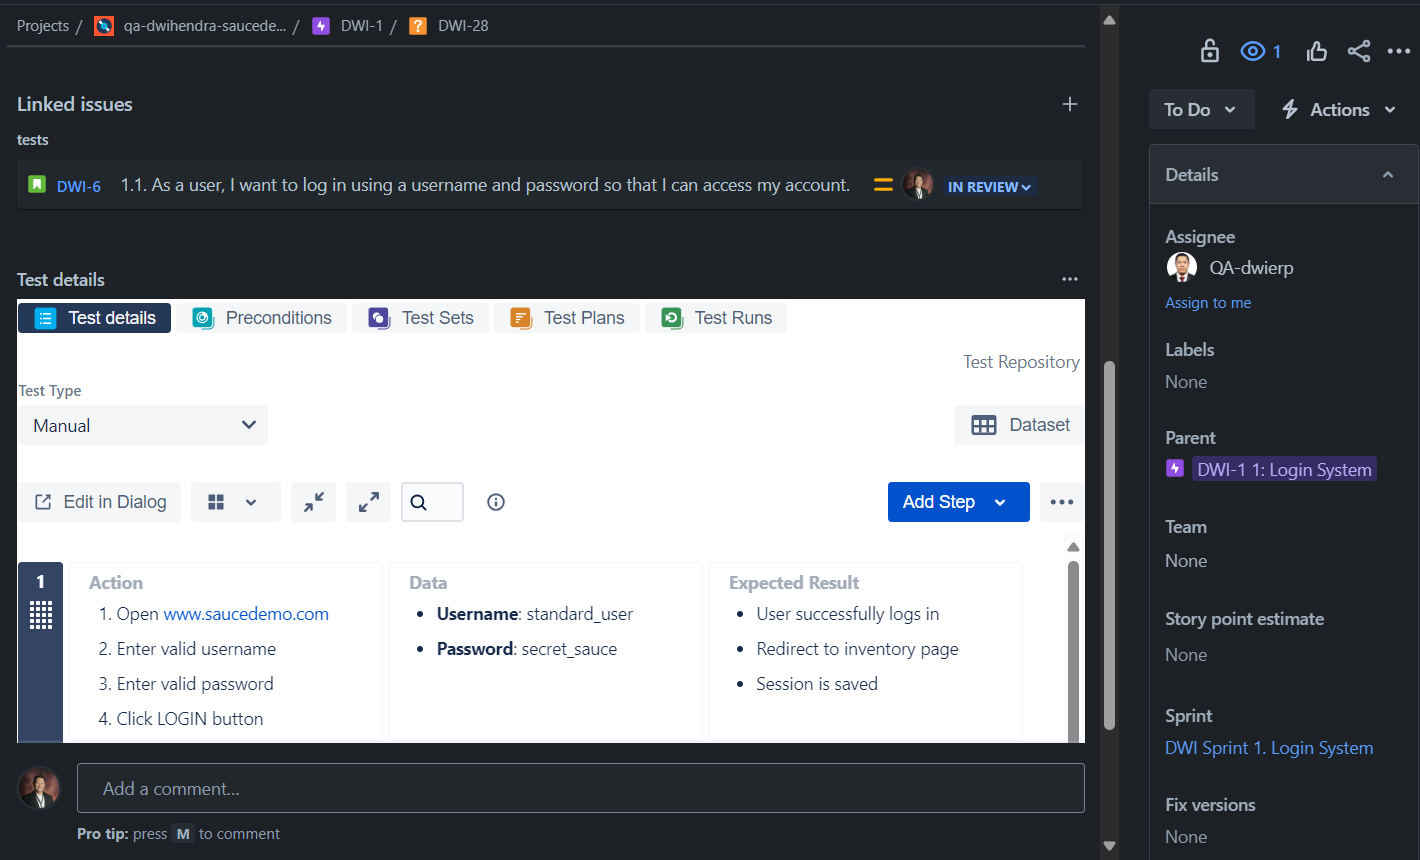 Projects / qa-dwihendra-saucede... / DWI-1 / DWI-28
Linked issues
tests
DWI-6 1.1. As a user, I want to log in using a username and password so that I can access my account. IN REVIEW
Test details
Test details Preconditions Test Sets Test Plans Test Runs
Test Repository
Test Type
Manual
Dataset
Edit in Dialog
Add Step
1
Action
1. Open www.saucedemo.com
2. Enter valid username
3. Enter valid password
4. Click LOGIN button
Data
• Username: standard_user
• Password: secret_sauce
Expected Result
• User successfully logs in
• Redirect to inventory page
• Session is saved
Add a comment...
Pro tip: press M to comment
1
To Do
Actions
Details
Assignee
QA-dwierp
Assign to me
Labels
None
Parent
DWI-1 1: Login System
Team
None
Story point estimate
None
Sprint
DWI Sprint 1. Login System
Fix versions
None